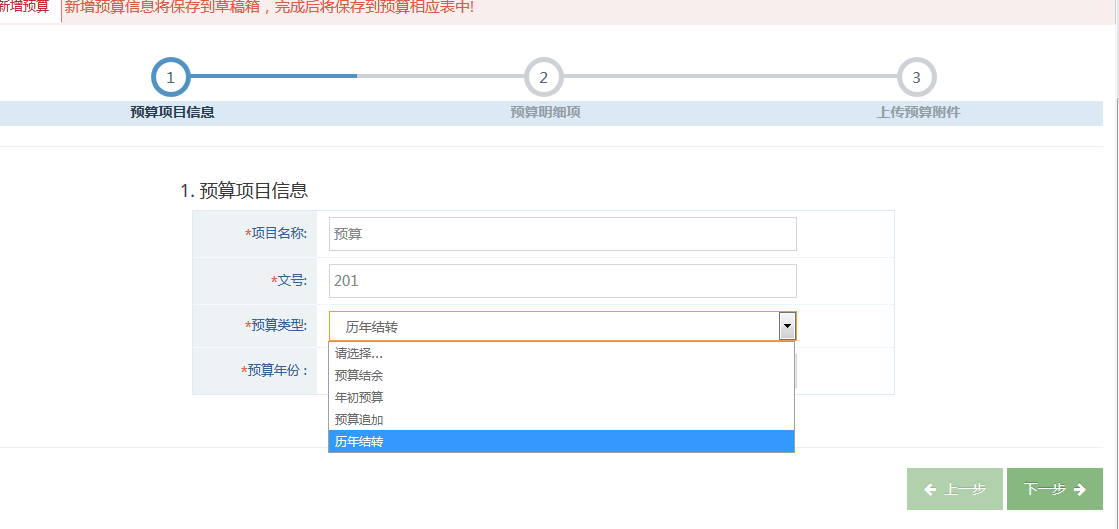 新增预算 新增预算信息将保存到草稿箱，完成后将保存到预算相应表中!
1 2 3
预算项目信息 预算明细项 上传预算附件
1. 预算项目信息
*项目名称: 预算
*文号: 201
*预算类型: 历年结转
请选择...
*预算年份 : 预算结余
年初预算
预算追加
历年结转
上一步 下一步